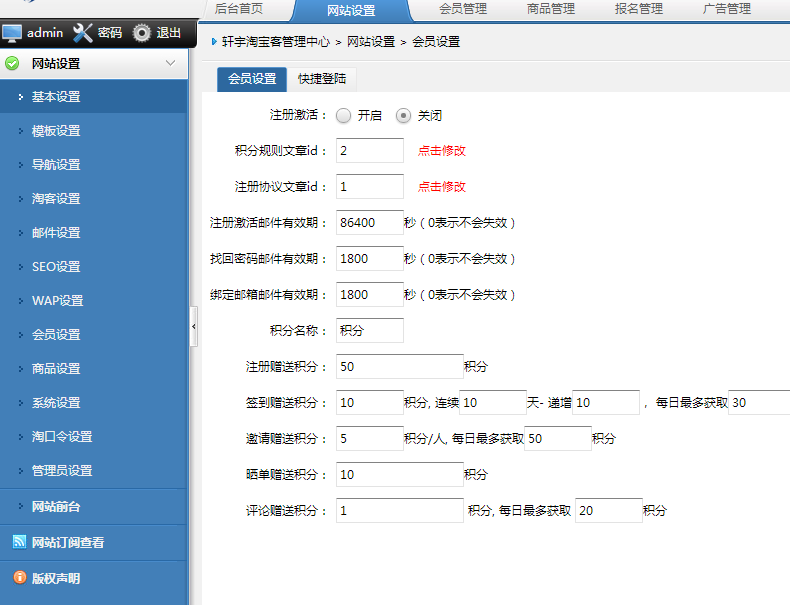 后台首页 网站设置 会员管理 商品管理 报名管理 广告管理
admin 密码 退出
轩宇淘宝客管理中心 > 网站设置 > 会员设置
网站设置
基本设置
模板设置
导航设置
淘客设置
邮件设置
SEO设置
WAP设置
会员设置
商品设置
系统设置
淘口令设置
管理员设置
网站前台
网站订阅查看
版权声明
会员设置 快捷登陆
注册激活： 开启 关闭
积分规则文章id： 2 点击修改
注册协议文章id： 1 点击修改
注册激活邮件有效期： 86400 秒（0表示不会失效）
找回密码邮件有效期： 1800 秒（0表示不会失效）
绑定邮箱邮件有效期： 1800 秒（0表示不会失效）
积分名称： 积分
注册赠送积分： 50 积分
签到赠送积分： 10 积分, 连续 10 天- 递增 10 ，每日最多获取 30
邀请赠送积分： 5 积分/人, 每日最多获取 50 积分
晒单赠送积分： 10 积分
评论赠送积分： 1 积分, 每日最多获取 20 积分